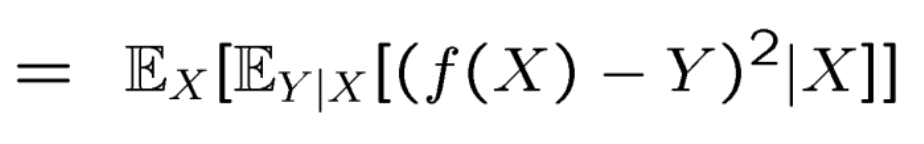 = 𝔼_X[𝔼_{Y|X}[(f(X) − Y)²|X]]